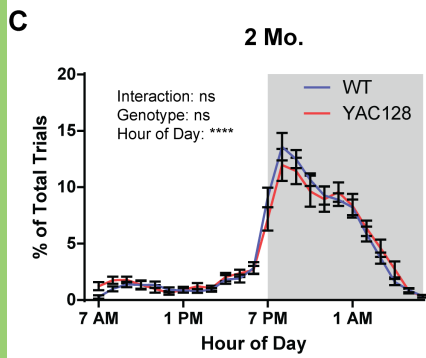 C
2 Mo.
20
15
10
5
0
% of Total Trials
Interaction: ns
Genotype: ns
Hour of Day: ****
WT
YAC128
7 AM 1 PM 7 PM 1 AM
Hour of Day